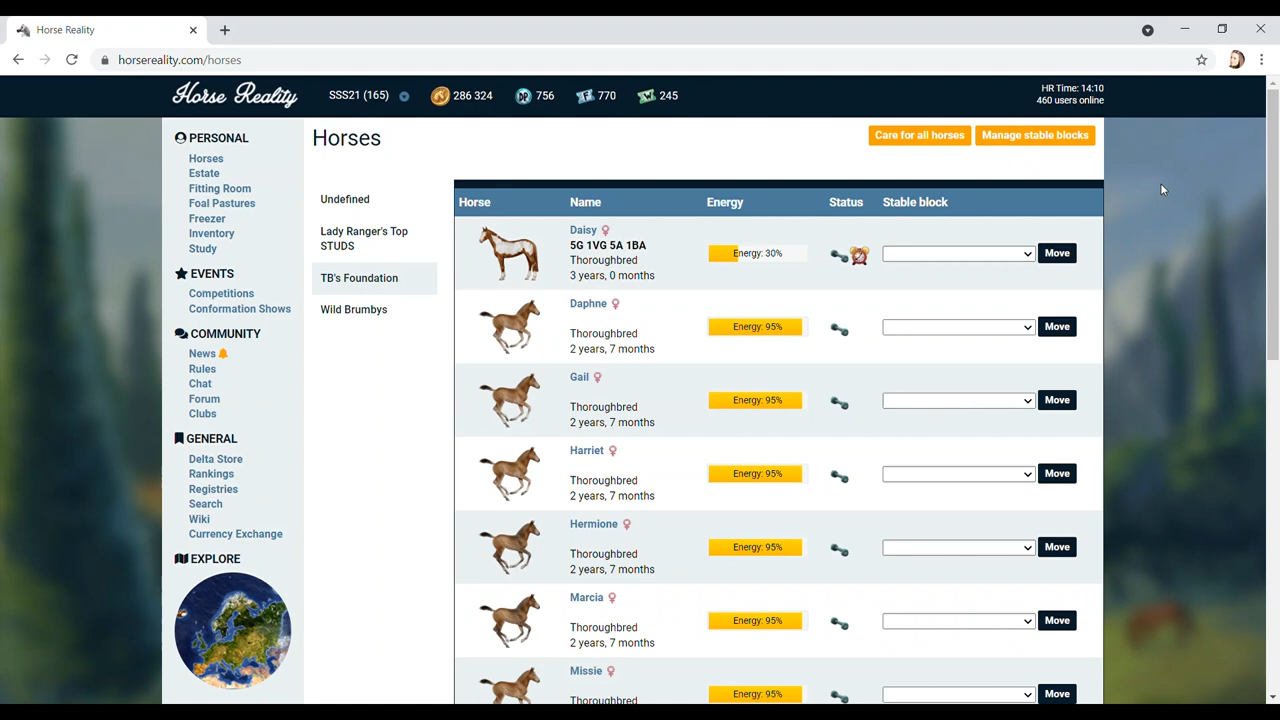 Horse Reality
horsereality.com/horses
Horse Reality
SSS21 (165)
286 324
DP
756
F
770
W
245
HR Time: 14:10
460 users online
PERSONAL
Horses
Estate
Fitting Room
Foal Pastures
Freezer
Inventory
Study
EVENTS
Competitions
Conformation Shows
COMMUNITY
News
Rules
Chat
Forum
Clubs
GENERAL
Delta Store
Rankings
Registries
Search
Wiki
Currency Exchange
EXPLORE
Horses
Care for all horses
Manage stable blocks
Undefined
Lady Ranger's Top
STUDS
TB's Foundation
Wild Brumbys
Horse Name Energy Status Stable block
Daisy ♀
5G 1VG 5A 1BA
Thoroughbred
3 years, 0 months
Energy: 30%
Move
Daphne ♀
Thoroughbred
2 years, 7 months
Energy: 95%
Move
Gail ♀
Thoroughbred
2 years, 7 months
Energy: 95%
Move
Harriet ♀
Thoroughbred
2 years, 7 months
Energy: 95%
Move
Hermione ♀
Thoroughbred
2 years, 7 months
Energy: 95%
Move
Marcia ♀
Thoroughbred
2 years, 7 months
Energy: 95%
Move
Missie ♀
Thoroughbred
Energy: 95%
Move